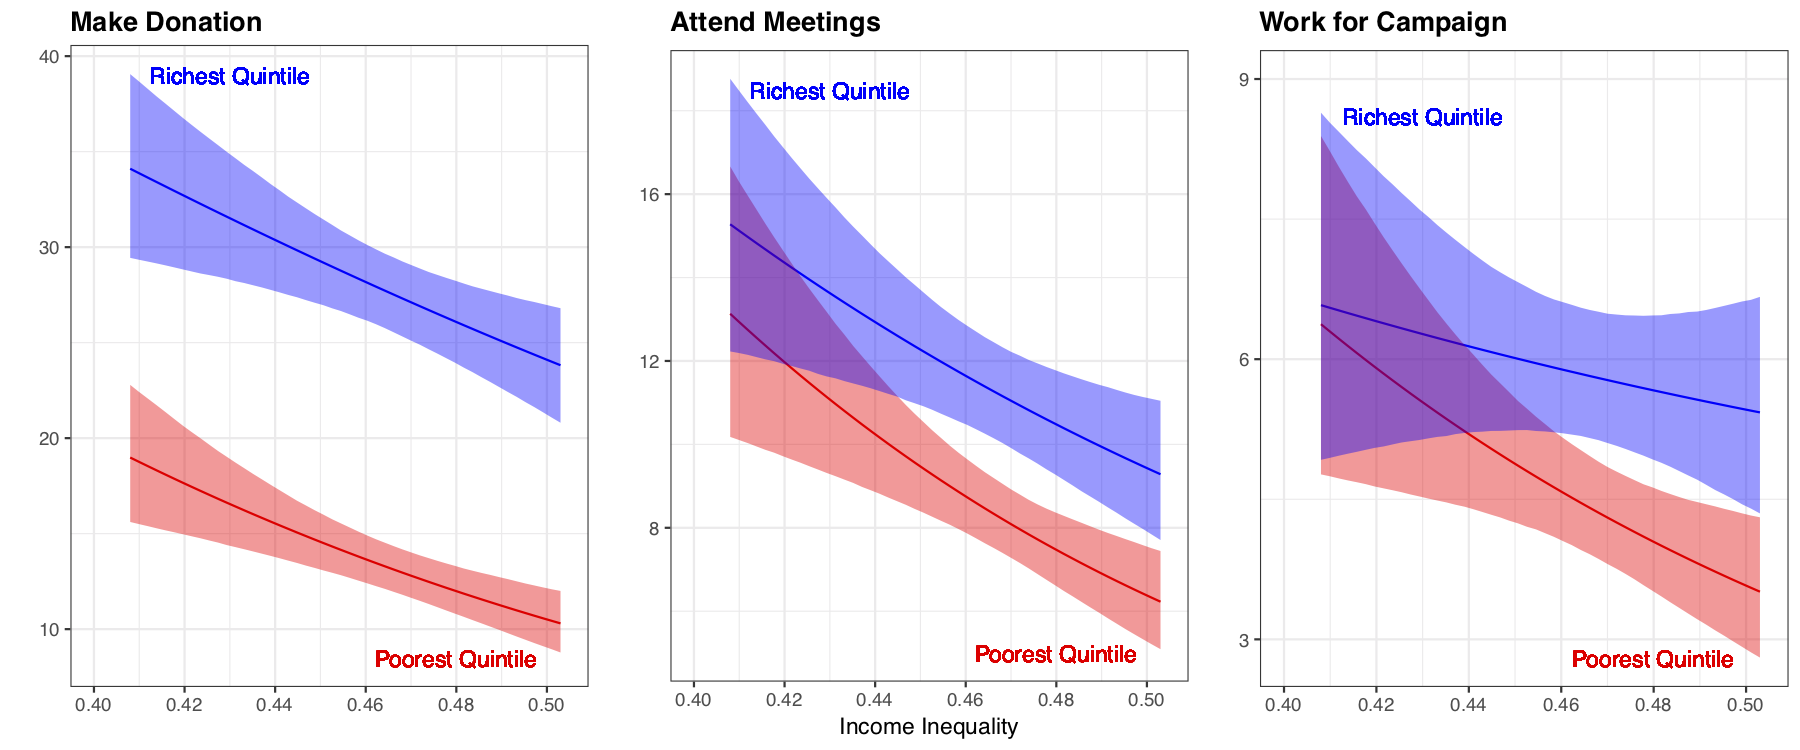 Make Donation
Attend Meetings
Work for Campaign
40
30
20
10
Richest Quintile
Poorest Quintile
0.40 0.42 0.44 0.46 0.48 0.50
16
12
8
Richest Quintile
Poorest Quintile
0.40 0.42 0.44 0.46 0.48 0.50
Income Inequality
9
6
3
Richest Quintile
Poorest Quintile
0.40 0.42 0.44 0.46 0.48 0.50